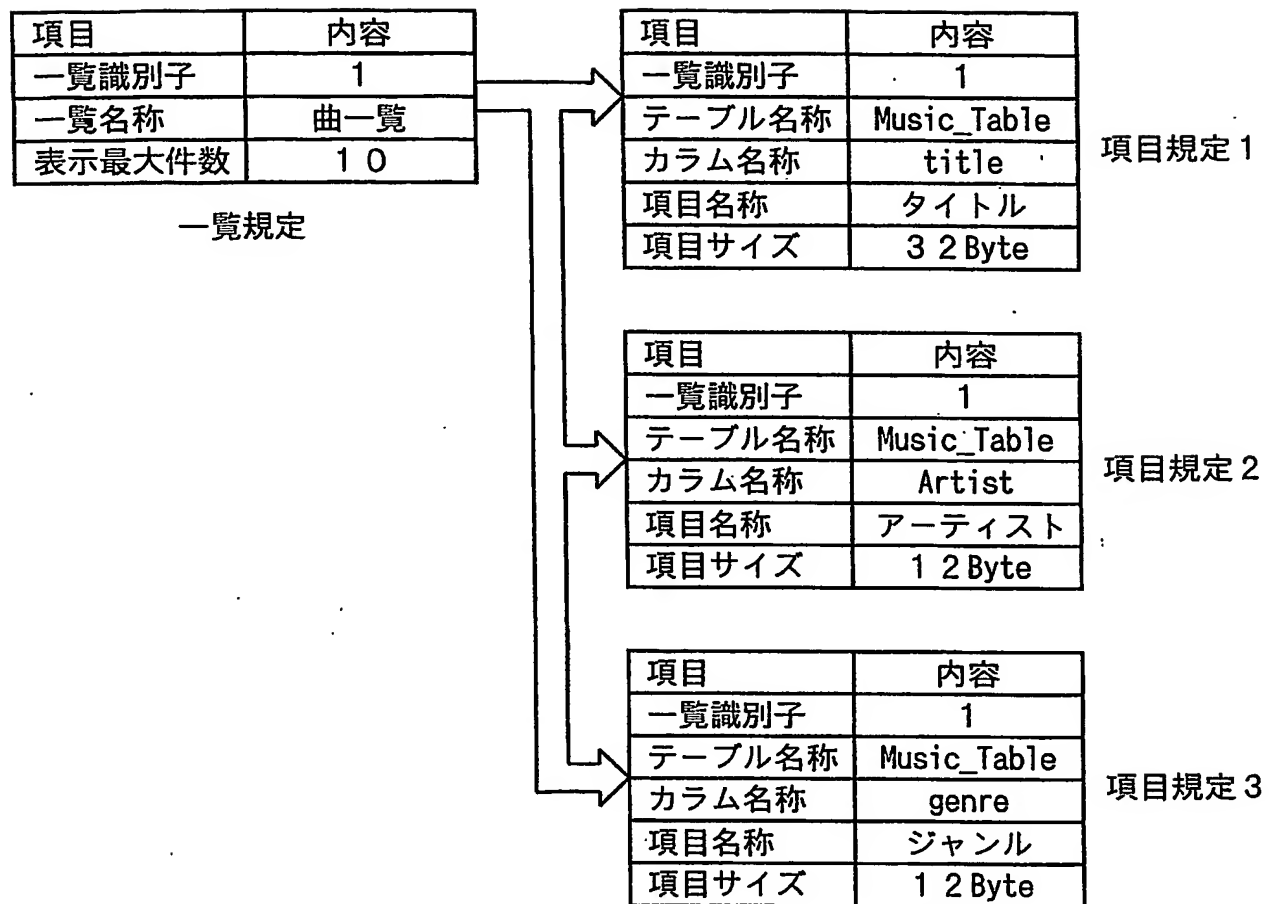 項目 内容
一覧識別子 1
一覧名称 曲一覧
表示最大件数 10
一覧規定
項目 内容
一覧識別子 1
テーブル名称 Music_Table
カラム名称 title
項目名称 タイトル
項目サイズ 32Byte
項目規定1
項目 内容
一覧識別子 1
テーブル名称 Music_Table
カラム名称 Artist
項目名称 アーティスト
項目サイズ 12Byte
項目規定2
項目 内容
一覧識別子 1
テーブル名称 Music_Table
カラム名称 genre
項目名称 ジャンル
項目サイズ 12Byte
項目規定3